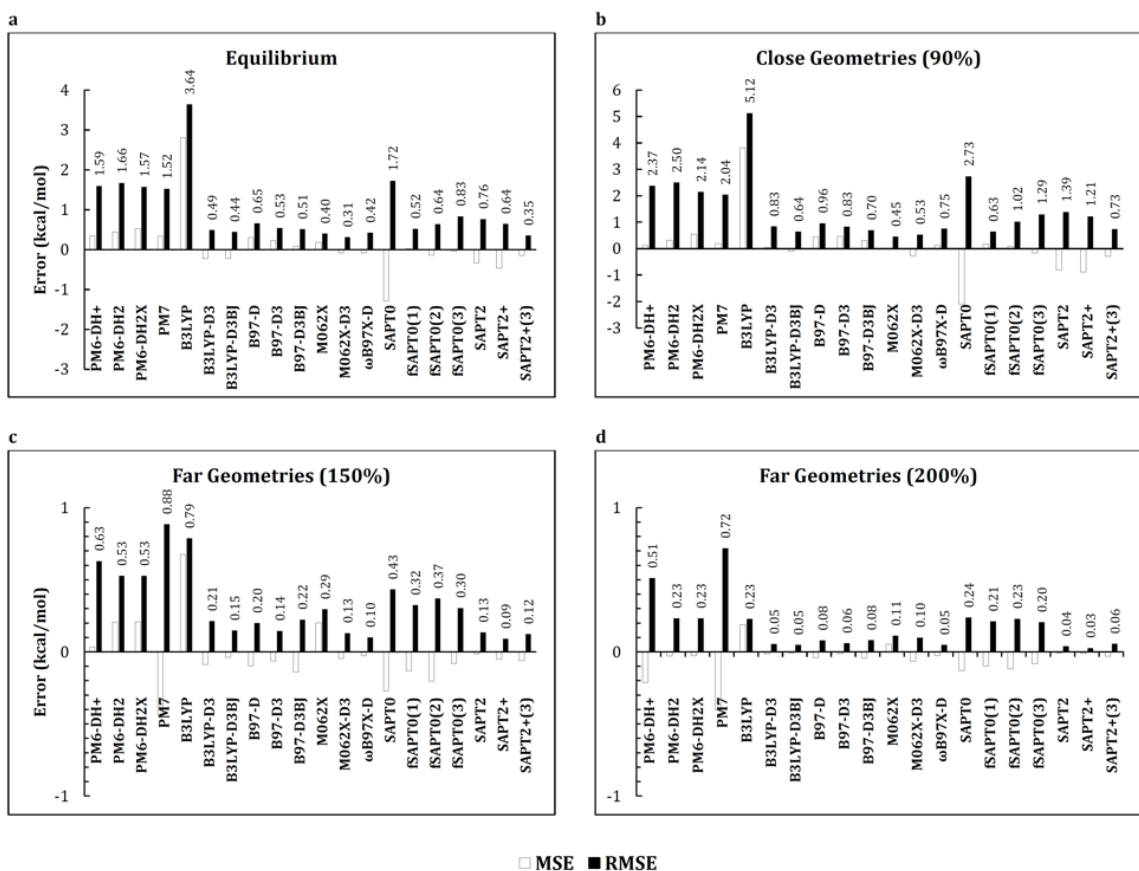 a
Equilibrium
Error (kcal/mol)
4
3
2
1
0
-1
-2
-3
1.59
1.66
1.57
1.52
3.64
0.49
0.44
0.65
0.53
0.51
0.40
0.31
0.42
1.72
0.52
0.64
0.83
0.76
0.64
0.35
PM6-DH+
PM6-DH2
PM6-DH2X
PM7
B3LYP
B3LYP-D3
B3LYP-D3BJ
B97-D
B97-D3
B97-D3BJ
M062X
M062X-D3
ωB97X-D
SAPT0
fSAPT0(1)
fSAPT0(2)
fSAPT0(3)
SAPT2
SAPT2+
SAPT2+(3)
b
Close Geometries (90%)
6
5
4
3
2
1
0
-1
-2
-3
2.37
2.50
2.14
2.04
5.12
0.83
0.64
0.96
0.83
0.70
0.45
0.53
0.75
2.73
0.63
1.02
1.29
1.39
1.21
0.73
PM6-DH+
PM6-DH2
PM6-DH2X
PM7
B3LYP
B3LYP-D3
B3LYP-D3BJ
B97-D
B97-D3
B97-D3BJ
M062X
M062X-D3
ωB97X-D
SAPT0
fSAPT0(1)
fSAPT0(2)
fSAPT0(3)
SAPT2
SAPT2+
SAPT2+(3)
c
Far Geometries (150%)
Error (kcal/mol)
1
0
-1
0.63
0.53
0.53
0.88
0.79
0.21
0.15
0.20
0.14
0.22
0.29
0.13
0.10
0.43
0.32
0.37
0.30
0.13
0.09
0.12
PM6-DH+
PM6-DH2
PM6-DH2X
PM7
B3LYP
B3LYP-D3
B3LYP-D3BJ
B97-D
B97-D3
B97-D3BJ
M062X
M062X-D3
ωB97X-D
SAPT0
fSAPT0(1)
fSAPT0(2)
fSAPT0(3)
SAPT2
SAPT2+
SAPT2+(3)
d
Far Geometries (200%)
1
0
-1
0.51
0.23
0.23
0.72
0.23
0.05
0.05
0.08
0.06
0.08
0.11
0.10
0.05
0.24
0.21
0.23
0.20
0.04
0.03
0.06
PM6-DH+
PM6-DH2
PM6-DH2X
PM7
B3LYP
B3LYP-D3
B3LYP-D3BJ
B97-D
B97-D3
B97-D3BJ
M062X
M062X-D3
ωB97X-D
SAPT0
fSAPT0(1)
fSAPT0(2)
fSAPT0(3)
SAPT2
SAPT2+
SAPT2+(3)
MSE RMSE